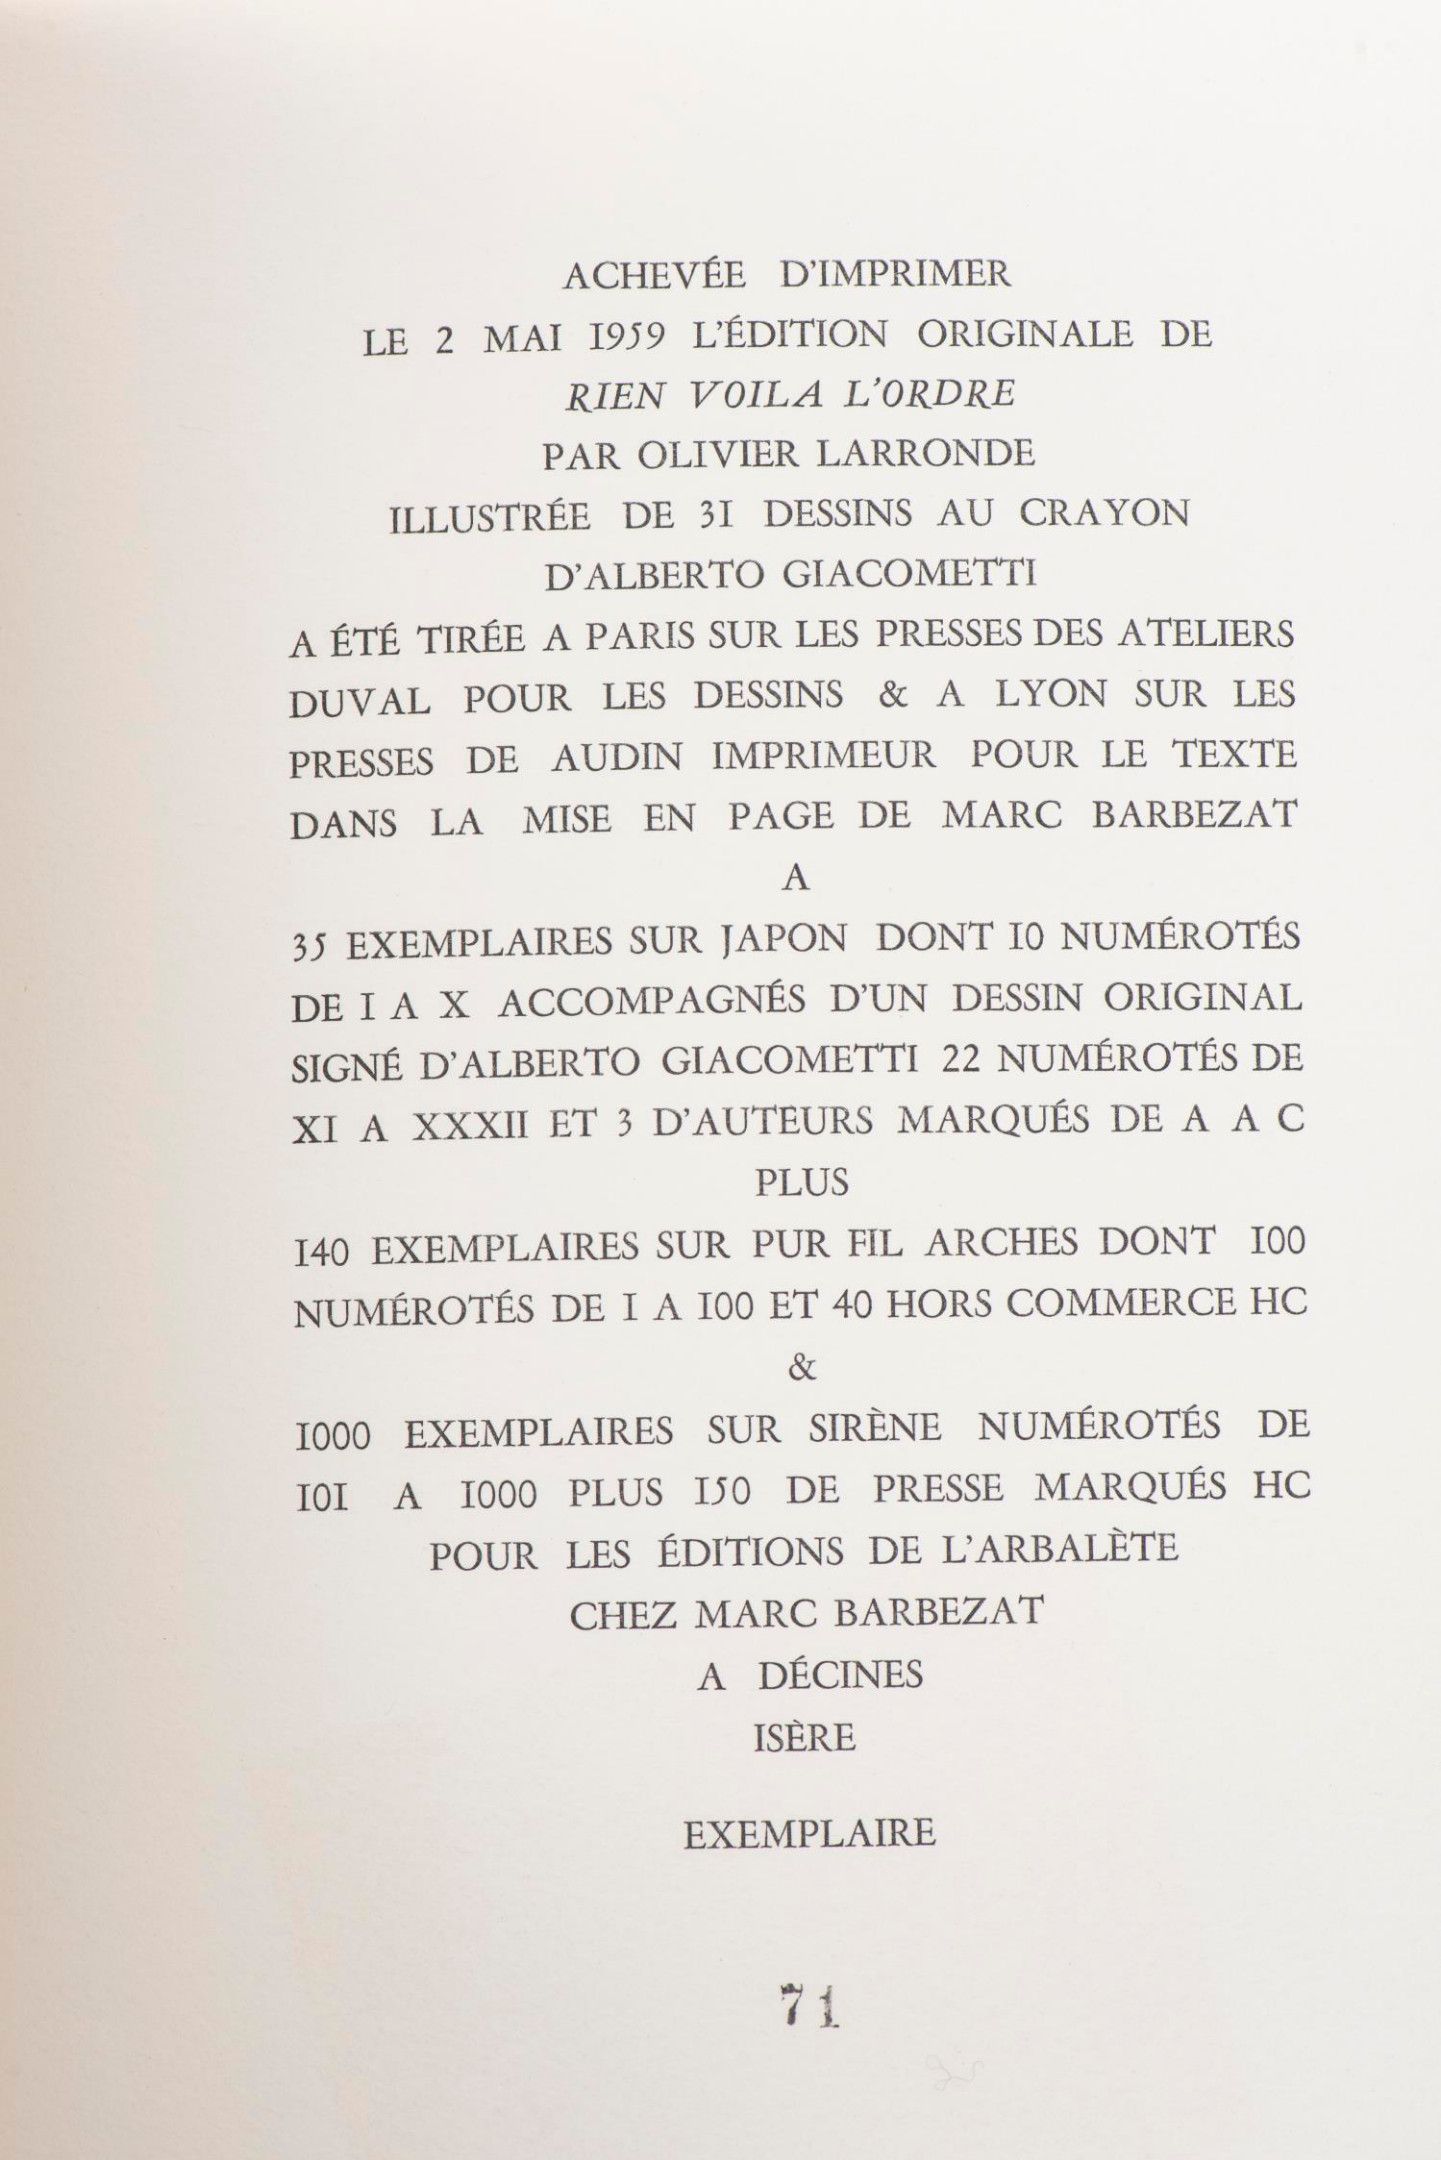 ACHEVÉE D'IMPRIMER
LE 2 MAI 1959 L'ÉDITION ORIGINALE DE
RIEN VOILA L'ORDRE
PAR OLIVIER LARRONDE
ILLUSTRÉE DE 31 DESSINS AU CRAYON
D'ALBERTO GIACOMETTI
A ÉTÉ TIRÉE A PARIS SUR LES PRESSES DES ATELIERS
DUVAL POUR LES DESSINS & A LYON SUR LES
PRESSES DE AUDIN IMPRIMEUR POUR LE TEXTE
DANS LA MISE EN PAGE DE MARC BARBEZAT
A
35 EXEMPLAIRES SUR JAPON DONT 10 NUMÉROTÉS
DE I A X ACCOMPAGNÉS D'UN DESSIN ORIGINAL
SIGNÉ D'ALBERTO GIACOMETTI 22 NUMÉROTÉS DE
XI A XXXII ET 3 D'AUTEURS MARQUÉS DE A A C
PLUS
140 EXEMPLAIRES SUR PUR FIL ARCHES DONT 100
NUMÉROTÉS DE 1 A 100 ET 40 HORS COMMERCE HC
&
1000 EXEMPLAIRES SUR SIRÈNE NUMÉROTÉS DE
101 A 1000 PLUS 150 DE PRESSE MARQUÉS HC
POUR LES ÉDITIONS DE L'ARBALÈTE
CHEZ MARC BARBEZAT
A DÉCINES
ISÈRE
EXEMPLAIRE
71